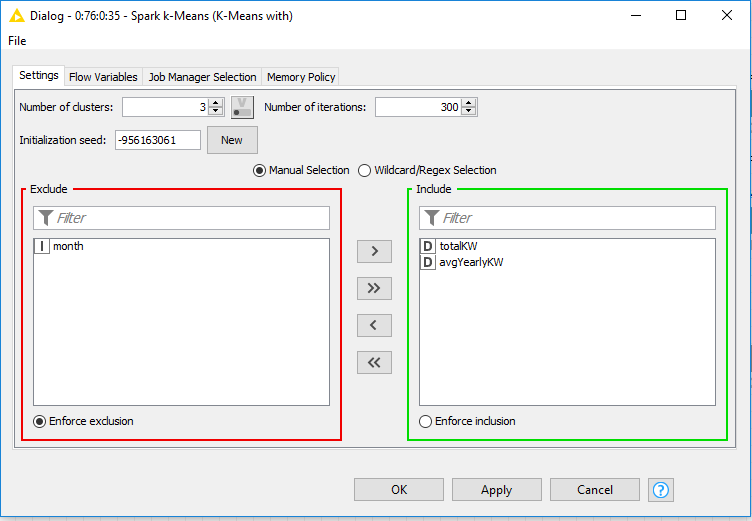 Dialog - 0:76:0:35 - Spark k-Means (K-Means with)
File
Settings Flow Variables Job Manager Selection Memory Policy
Number of clusters: 3 V Number of iterations: 300
Initialization seed: -956163061 New
Manual Selection Wildcard/Regex Selection
Exclude Include
Filter Filter
I month D totalKW
D avgYearlyKW
>
>>
<
<<
Enforce exclusion Enforce inclusion
OK Apply Cancel ?